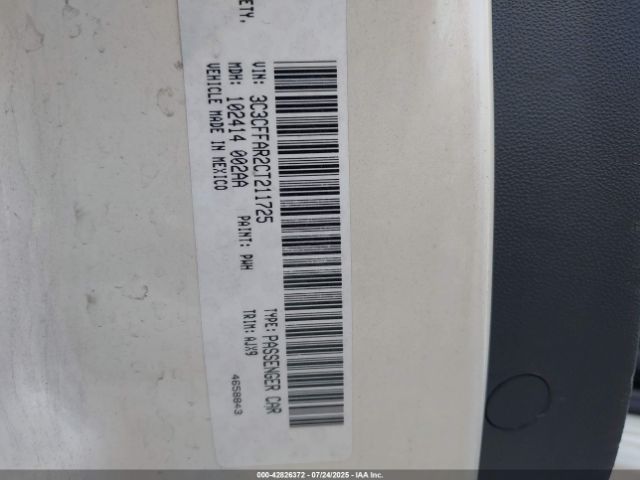 ETY,
VIN: 3C3CFFAR2CT211725
TYPE: PASSENGER CAR
MDH: 102414 002AA
PAINT: PWH
TRIM: AJX9
VEHICLE MADE IN MEXICO
4658843
000-42826372 - 07/24/2025 - IAA Inc.